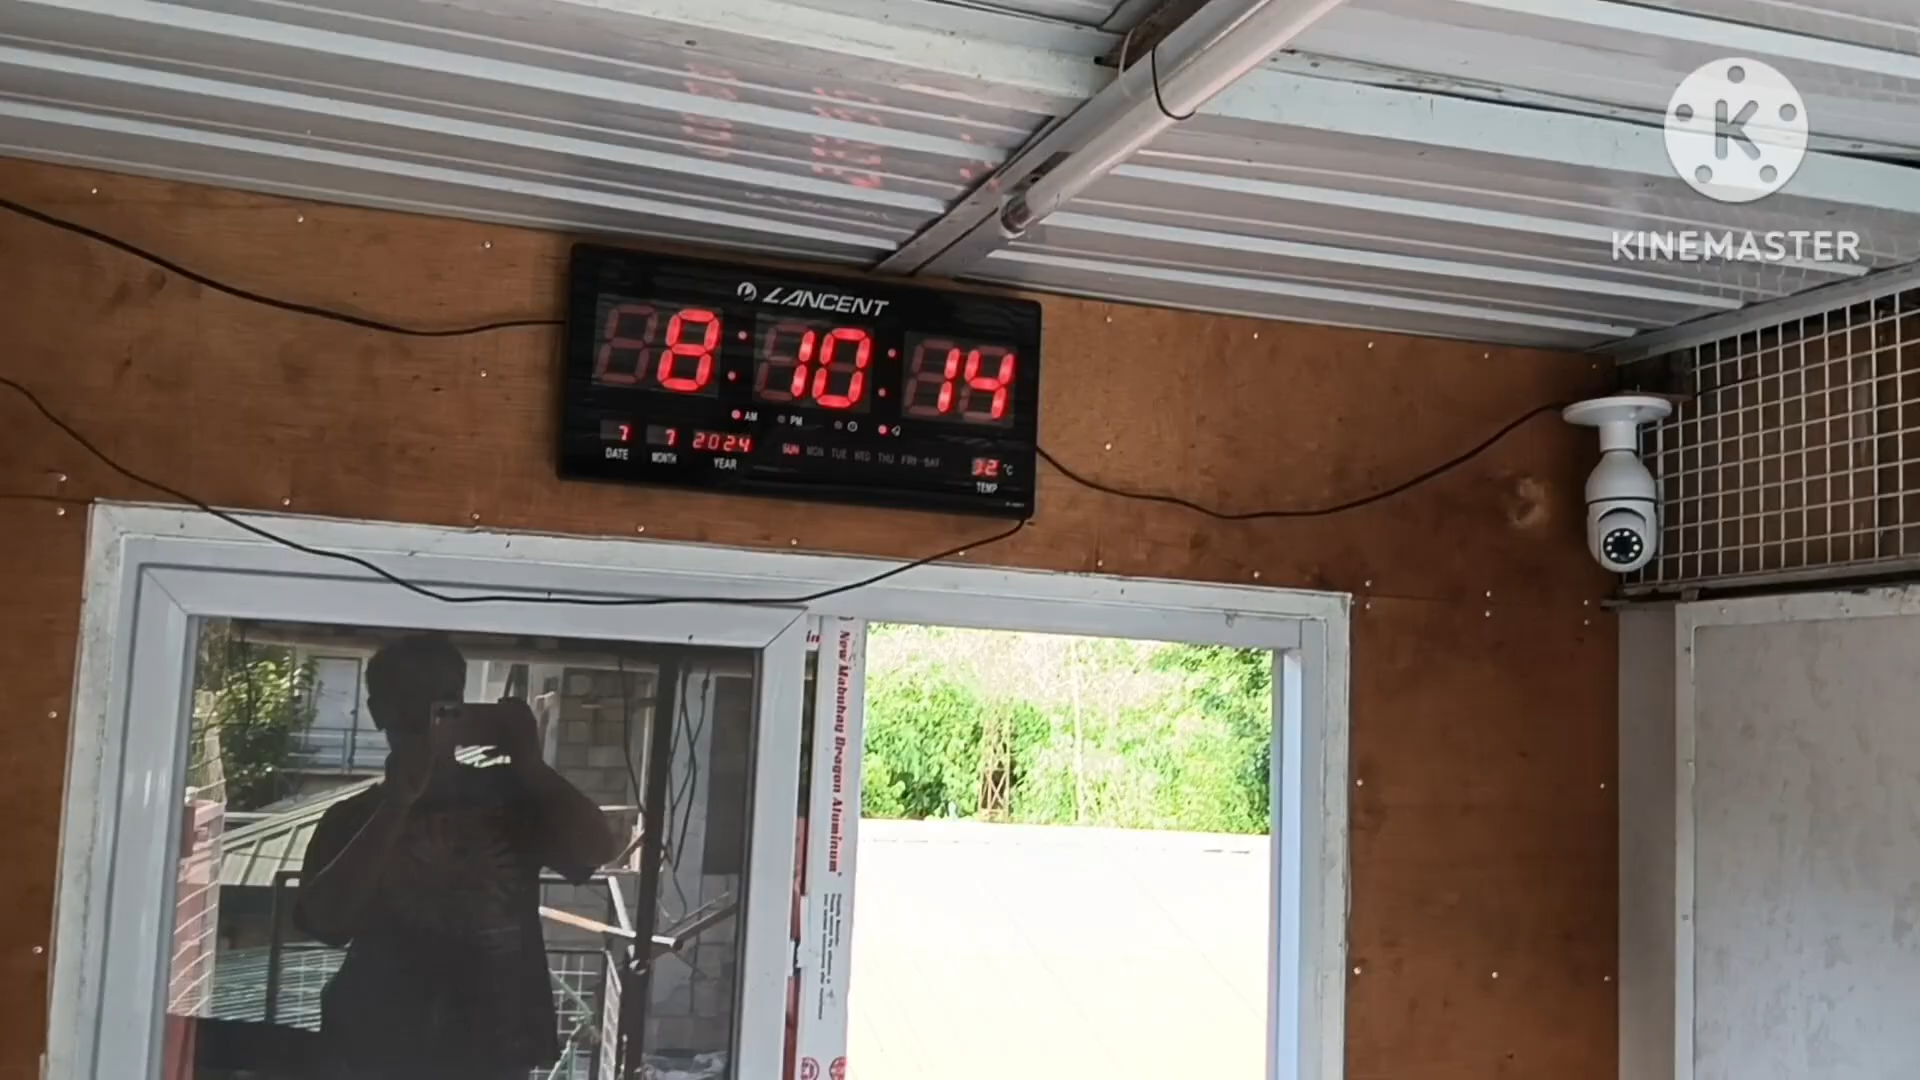 K
KINEMASTER
LANCENT
8:10:14
AM PM
7 7 2024 SUN MON TUE WED THU FRI SAT 32 °C
DATE MONTH YEAR TEMP
New Mabuhay Dragon Aluminum